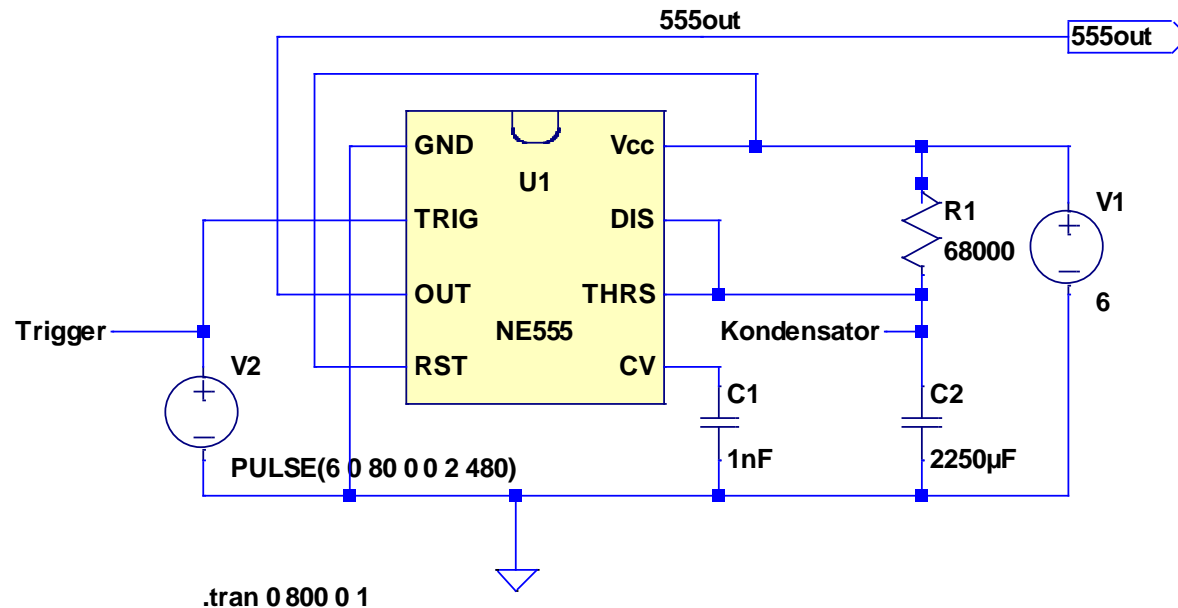 555out
555out
GND
Vcc
U1
TRIG
DIS
R1
V1
68000
OUT
THRS
6
Trigger
NE555
Kondensator
V2
RST
CV
C1
C2
1nF
2250µF
PULSE(6 0 80 0 0 2 480)
.tran 0 800 0 1